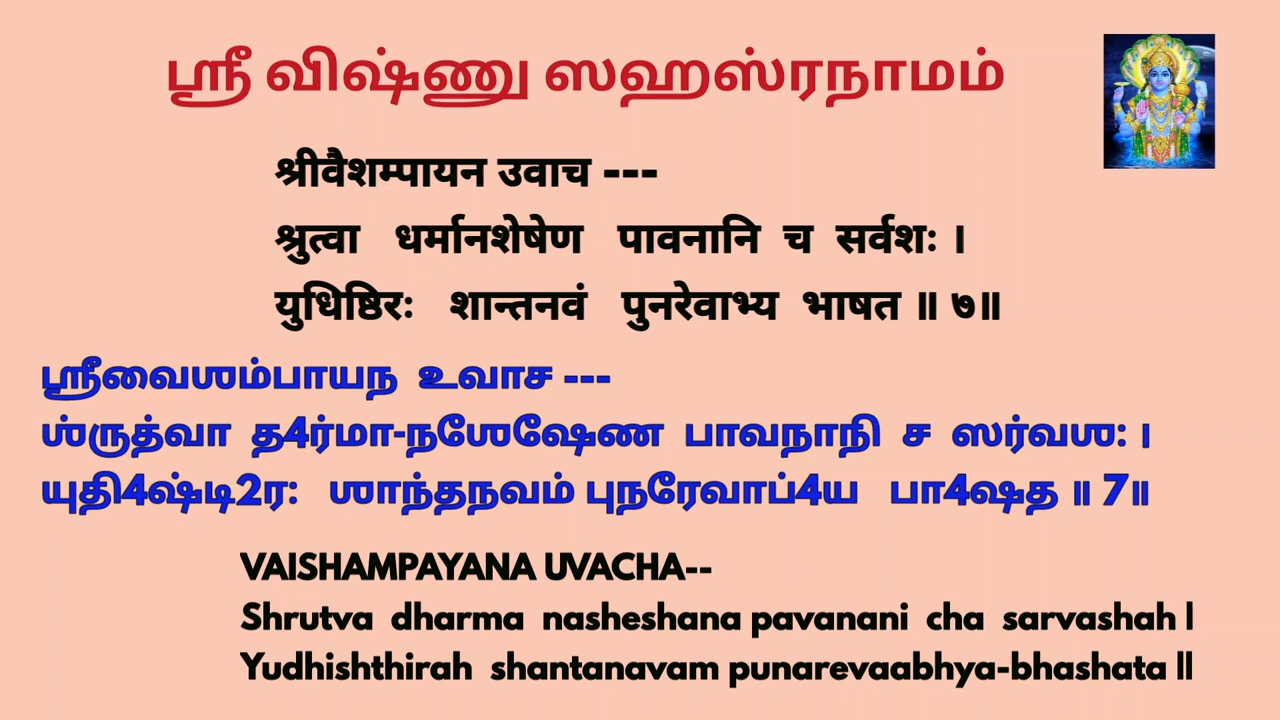 ஸ்ரீ விஷ்ணு ஸஹஸ்ரநாமம்
श्रीवैशम्पायन उवाच ---
श्रुत्वा धर्मानशेषेण पावनानि च सर्वशः ।
युधिष्ठिरः शान्तनवं पुनरेवाभ्य भाषत ॥ ७॥
ஸ்ரீவைஶம்பாயந உவாச ---
ஶ்ருத்வா த4ர்மா-நஶேஷேண பாவநாநி ச ஸர்வஶ: ।
யுதி4ஷ்டி2ர: ஶாந்தநவம் புநரேவாப்4ய பா4ஷத ॥ 7॥
VAISHAMPAYANA UVACHA--
Shrutva dharma nasheshana pavanani cha sarvashah |
Yudhishthirah shantanavam punarevaabhya-bhashata ||